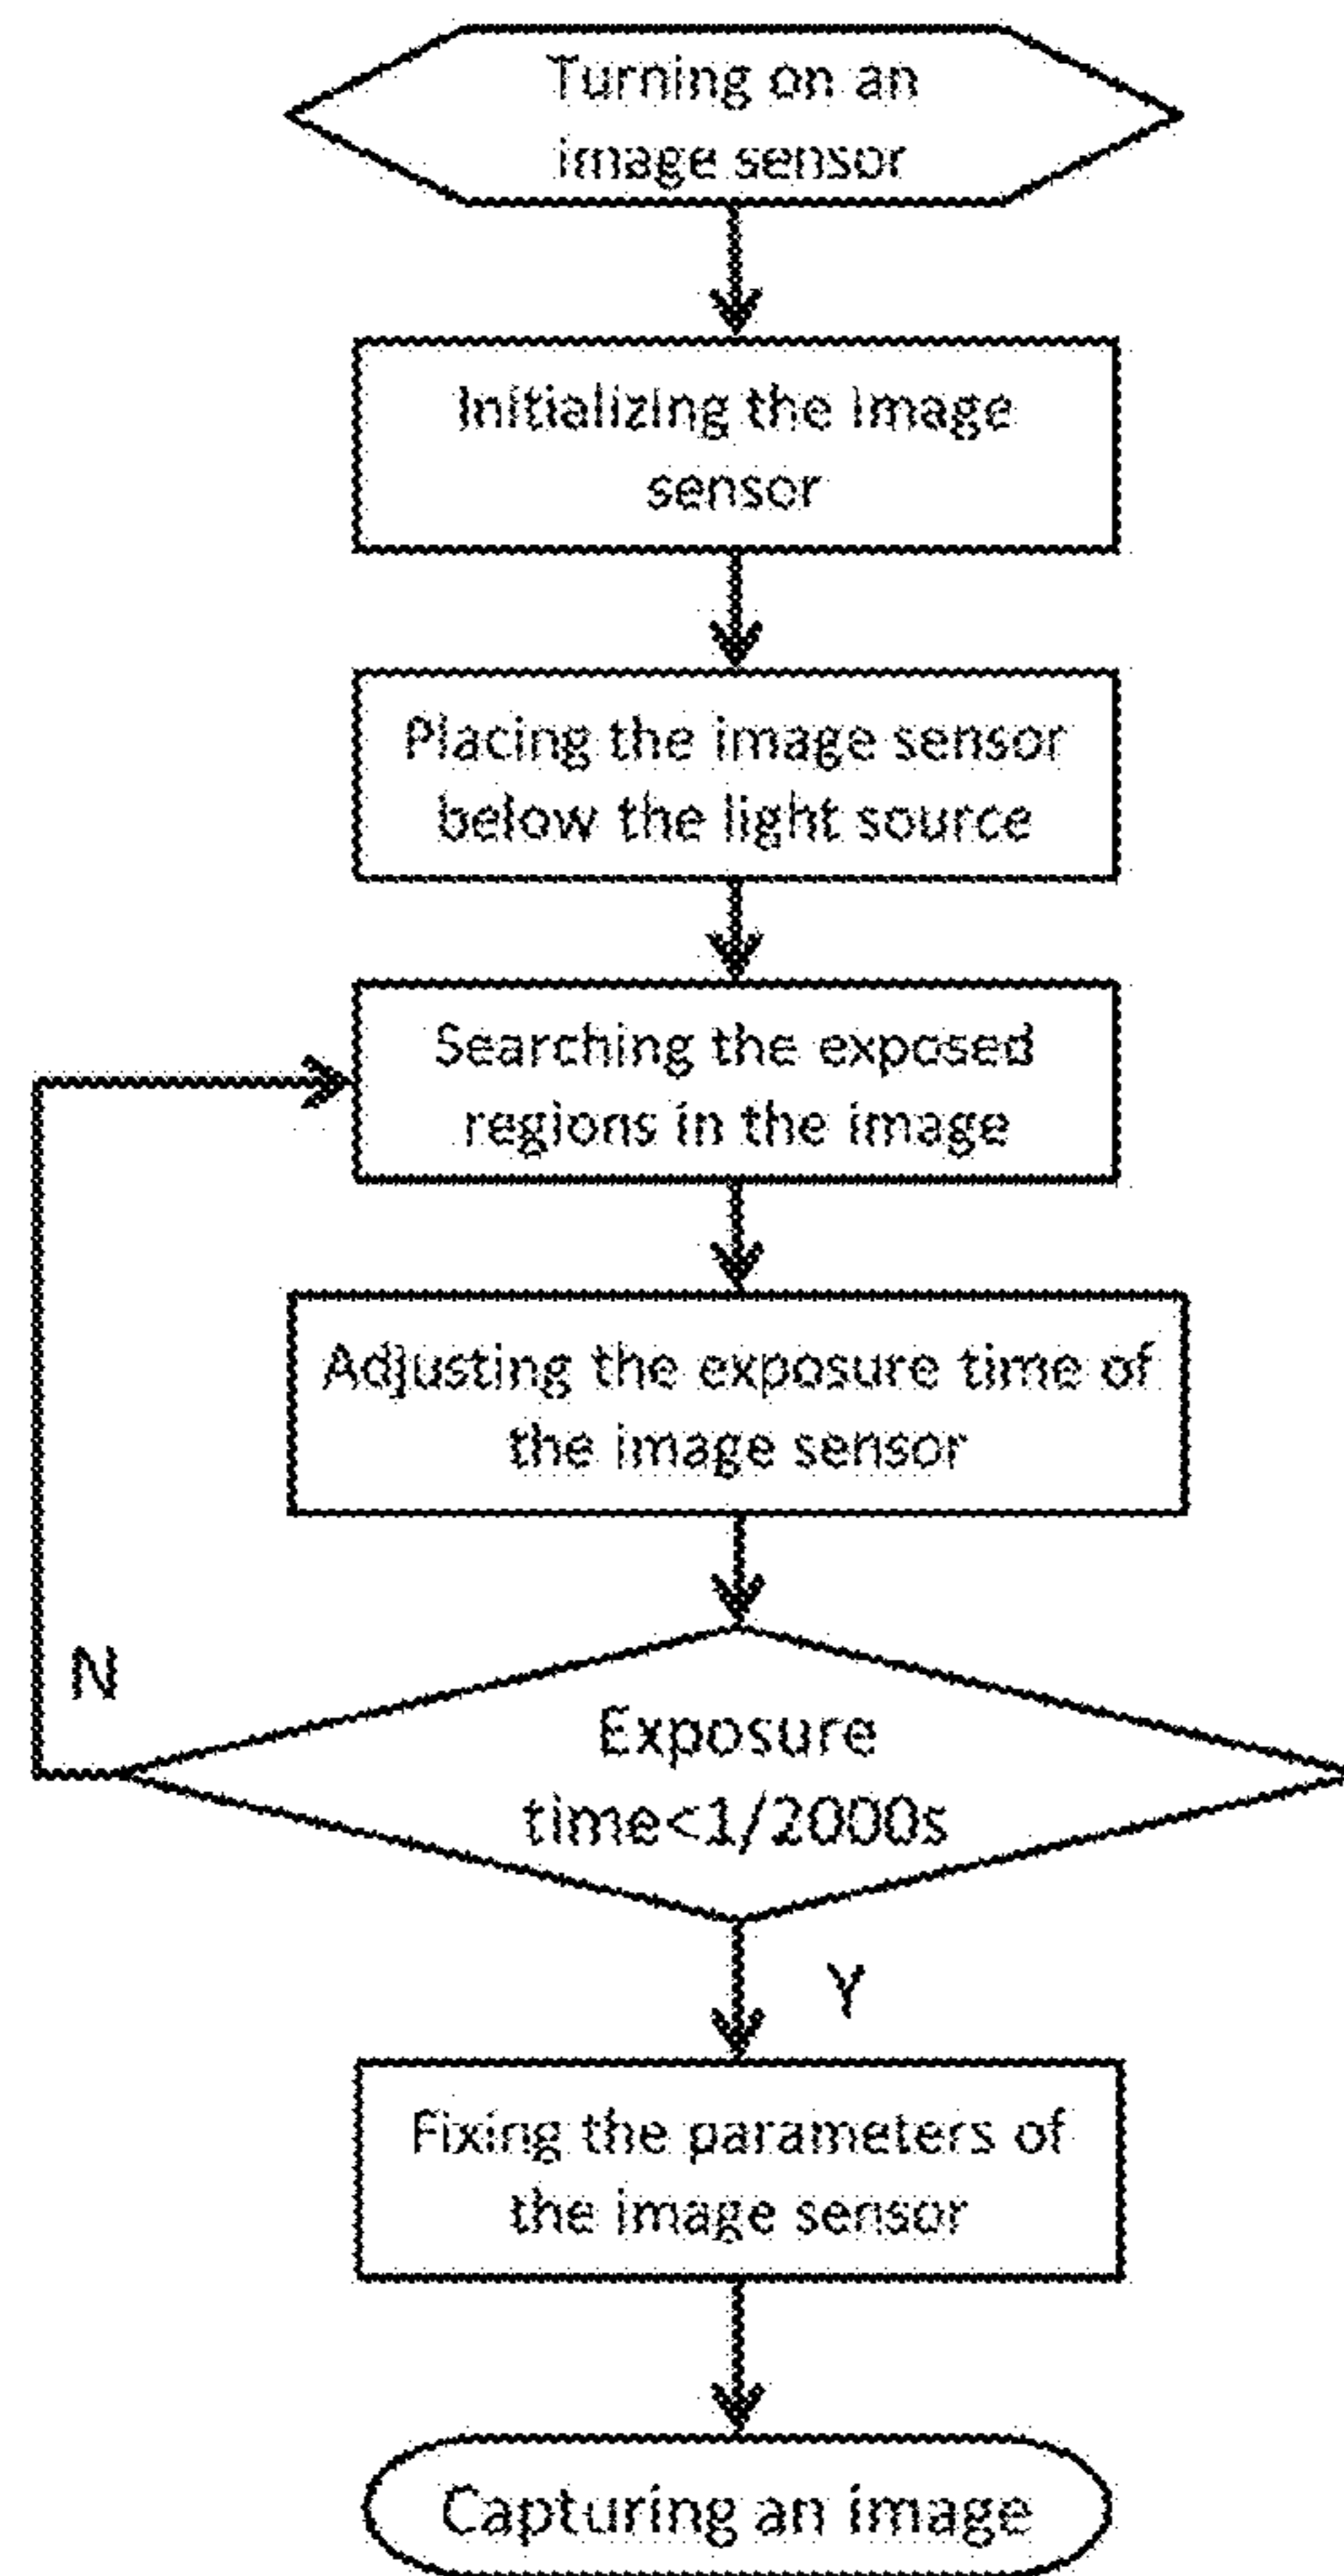 Turning on an
image sensor
Initializing the image
sensor
Placing the image sensor
below the light source
Searching the exposed
regions in the image
Adjusting the exposure time of
the image sensor
N
Exposure
time<1/2000s
Y
Fixing the parameters of
the image sensor
Capturing an image